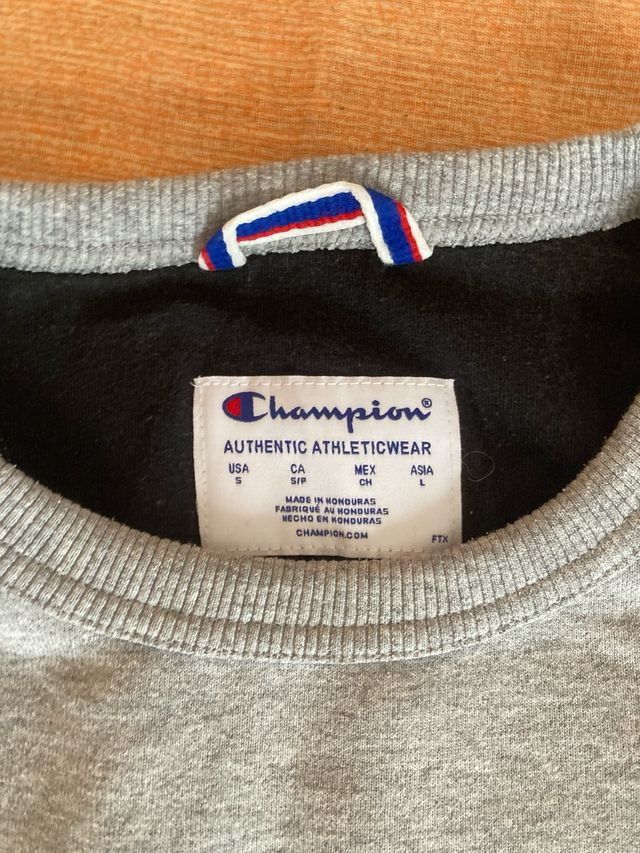 Champion®
AUTHENTIC ATHLETICWEAR
USA CA MEX ASIA
S S/P CH L
MADE IN HONDURAS
FABRIQUÉ AU HONDURAS
HECHO EN HONDURAS
CHAMPION.COM
FTX